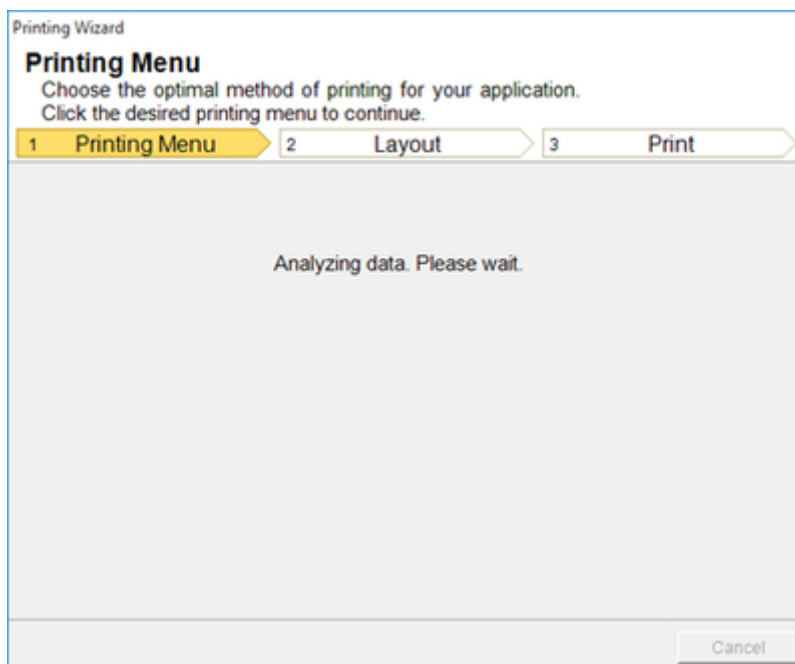 Printing Wizard
Printing Menu
Choose the optimal method of printing for your application.
Click the desired printing menu to continue.
1 Printing Menu 2 Layout 3 Print
Analyzing data. Please wait.
Cancel